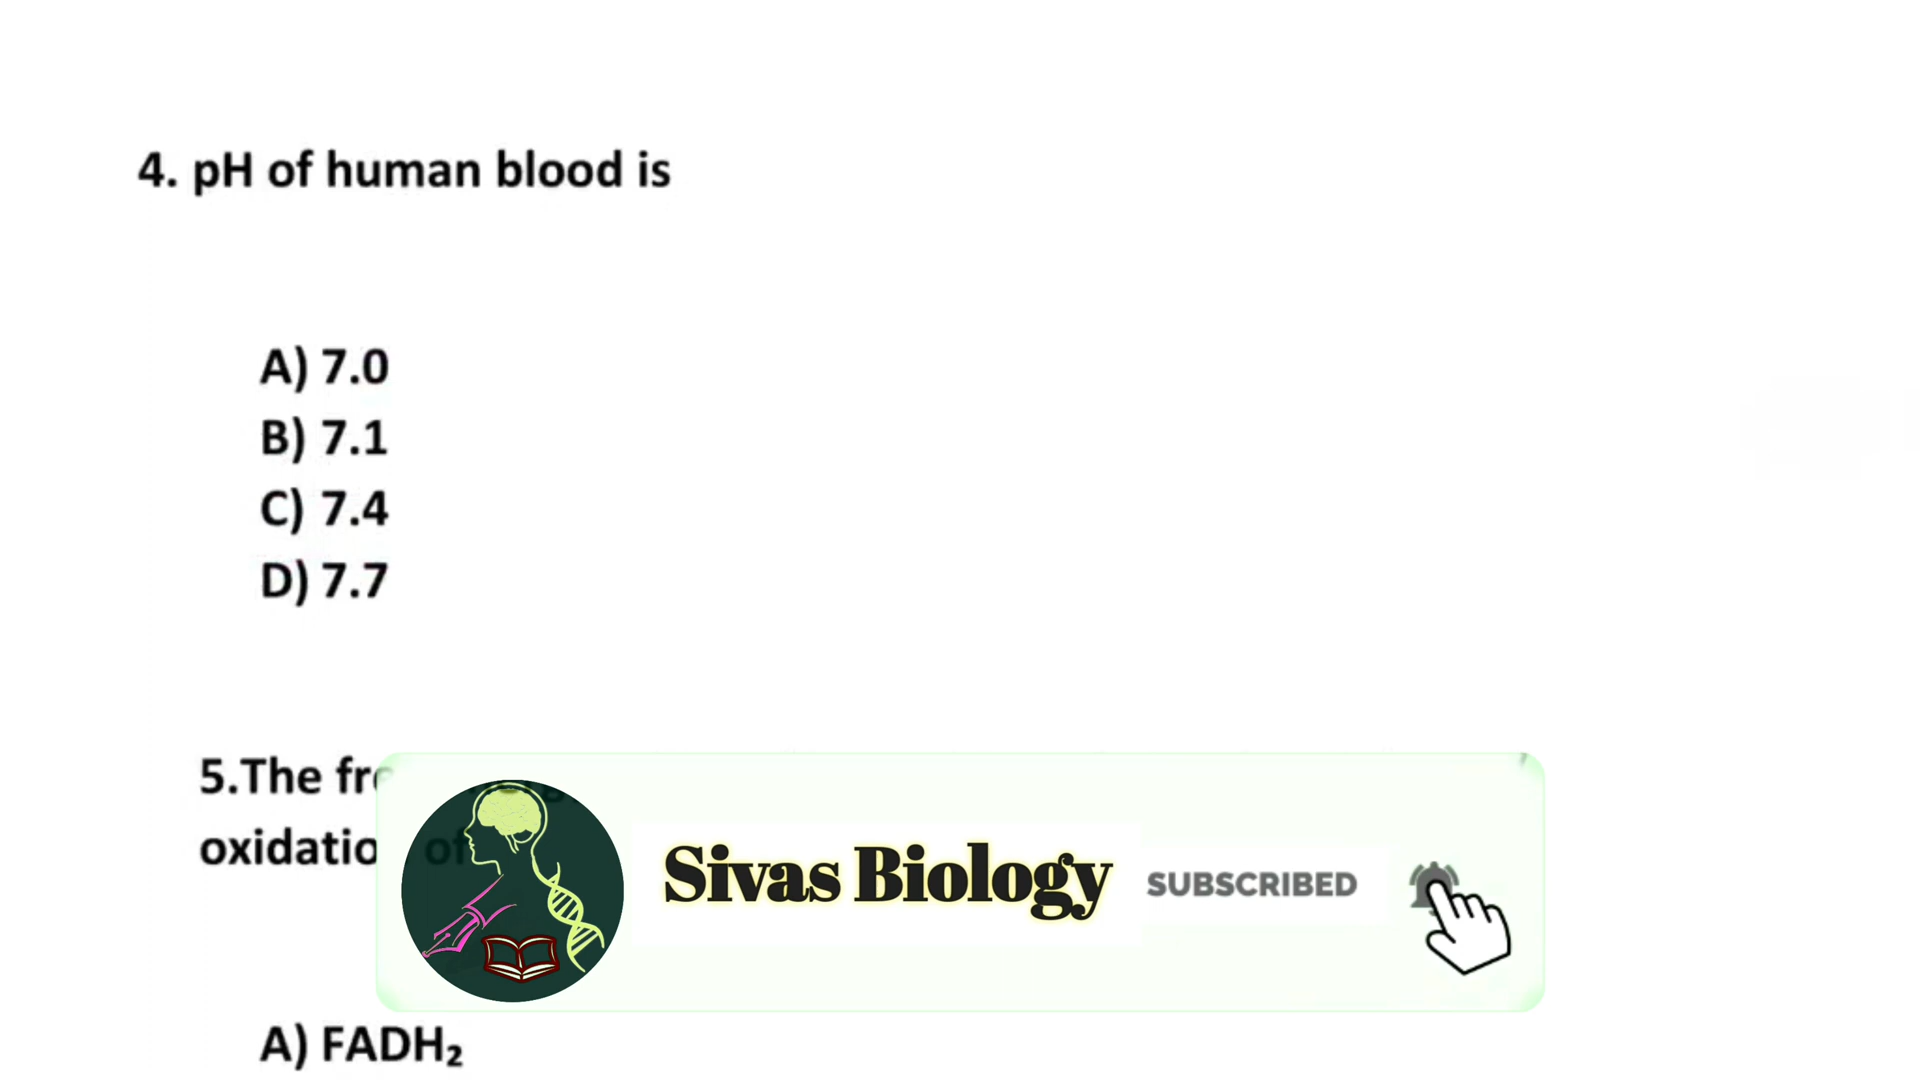 4. pH of human blood is
A) 7.0
B) 7.1
C) 7.4
D) 7.7
5.The
oxidatio of
Sivas Biology SUBSCRIBED
A) FADH₂